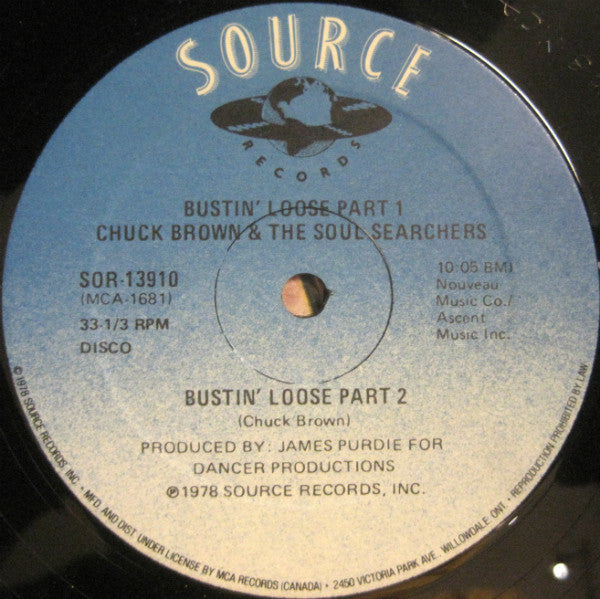 SOURCE
RECORDS
BUSTIN' LOOSE PART 1
CHUCK BROWN & THE SOUL SEARCHERS
SOR-13910
(MCA-1681)
33-1/3 RPM
DISCO
10:05 BMI
Nouveau
Music Co./
Ascent
Music Inc.
BUSTIN' LOOSE PART 2
(Chuck Brown)
PRODUCED BY: JAMES PURDIE FOR
DANCER PRODUCTIONS
℗1978 SOURCE RECORDS, INC.
©1978 SOURCE RECORDS INC. • MFD. AND DIST. UNDER LICENSE BY MCA RECORDS (CANADA) • 2450 VICTORIA PARK AVE. WILLOWDALE, ONT. • REPRODUCTION PROHIBITED BY LAW